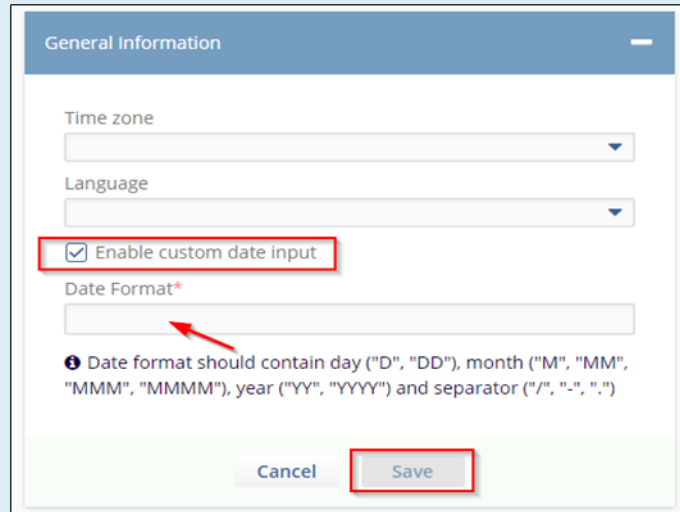 General Information
Time zone
Language
Enable custom date input
Date Format*
Date format should contain day ("D", "DD"), month ("M", "MM",
"MMM", "MMMM"), year ("YY", "YYYY") and separator ("/", "-", ".")
Cancel Save